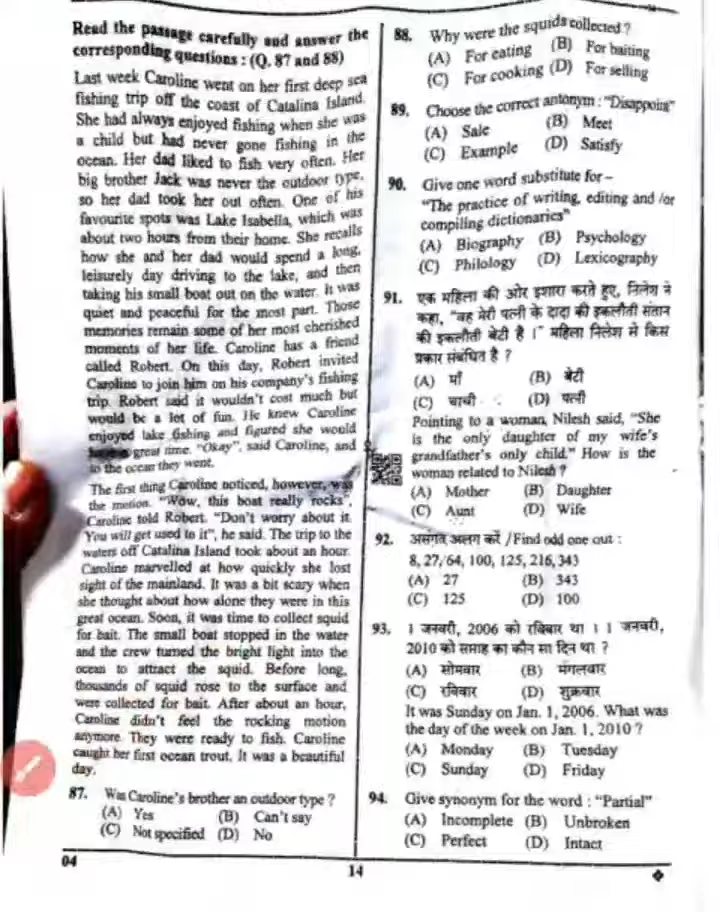 Read the passage carefully and answer the
corresponding questions : (Q. 87 and 88)
Last week Caroline went on her first deep sea
fishing trip off the coast of Catalina Island.
She had always enjoyed fishing when she was
a child but had never gone fishing in the
ocean. Her dad liked to fish very often. Her
big brother Jack was never the outdoor type,
so her dad took her out often. One of his
favourite spots was Lake Isabella, which was
about two hours from their home. She recalls
how she and her dad would spend a long,
leisurely day driving to the lake, and then
taking his small boat out on the water. It was
quiet and peaceful for the most part. Those
memories remain some of her most cherished
moments of her life. Caroline has a friend
called Robert. On this day, Robert invited
Caroline to join him on his company's fishing
trip. Robert said it wouldn't cost much but
would be a lot of fun. He knew Caroline
enjoyed lake fishing and figured she would
great time. "Okay", said Caroline, and
to the ocean they went.
The first thing Caroline noticed, however, was
the motion. "Wow, this boat really rocks",
Caroline told Robert. "Don't worry about it.
You will get used to it", he said. The trip to the
waters off Catalina Island took about an hour.
Caroline marvelled at how quickly she lost
sight of the mainland. It was a bit scary when
she thought about how alone they were in this
great ocean. Soon, it was time to collect squid
for bait. The small boat stopped in the water
and the crew turned the bright light into the
ocean to attract the squid. Before long,
thousands of squid rose to the surface and
were collected for bait. After about an hour,
Caroline didn't feel the rocking motion
anymore. They were ready to fish. Caroline
caught her first ocean trout. It was a beautiful
day.
87. Was Caroline's brother an outdoor type ?
(A) Yes (B) Can't say
(C) Not specified (D) No
88. Why were the squids collected ?
(A) For eating (B) For baiting
(C) For cooking (D) For selling
89. Choose the correct antonym : "Disappoint"
(A) Sale (B) Meet
(C) Example (D) Satisfy
90. Give one word substitute for –
"The practice of writing, editing and /or
compiling dictionaries"
(A) Biography (B) Psychology
(C) Philology (D) Lexicography
91. एक महिला की ओर इशारा करते हुए, निलेश ने
कहा, "वह मेरी पत्नी के दादा की इकलौती संतान
की इकलौती बेटी है ।" महिला निलेश से किस
प्रकार संबंधित है ?
(A) माँ (B) बेटी
(C) चाची (D) पत्नी
Pointing to a woman, Nilesh said, "She
is the only daughter of my wife's
grandfather's only child." How is the
woman related to Nilesh ?
(A) Mother (B) Daughter
(C) Aunt (D) Wife
92. असंगत अलग करें /Find odd one out :
8, 27, 64, 100, 125, 216, 343
(A) 27 (B) 343
(C) 125 (D) 100
93. 1 जनवरी, 2006 को रविवार था । 1 जनवरी,
2010 को सप्ताह का कौन सा दिन था ?
(A) सोमवार (B) मंगलवार
(C) रविवार (D) शुक्रवार
It was Sunday on Jan. 1, 2006. What was
the day of the week on Jan. 1, 2010 ?
(A) Monday (B) Tuesday
(C) Sunday (D) Friday
94. Give synonym for the word : "Partial"
(A) Incomplete (B) Unbroken
(C) Perfect (D) Intact
04
14